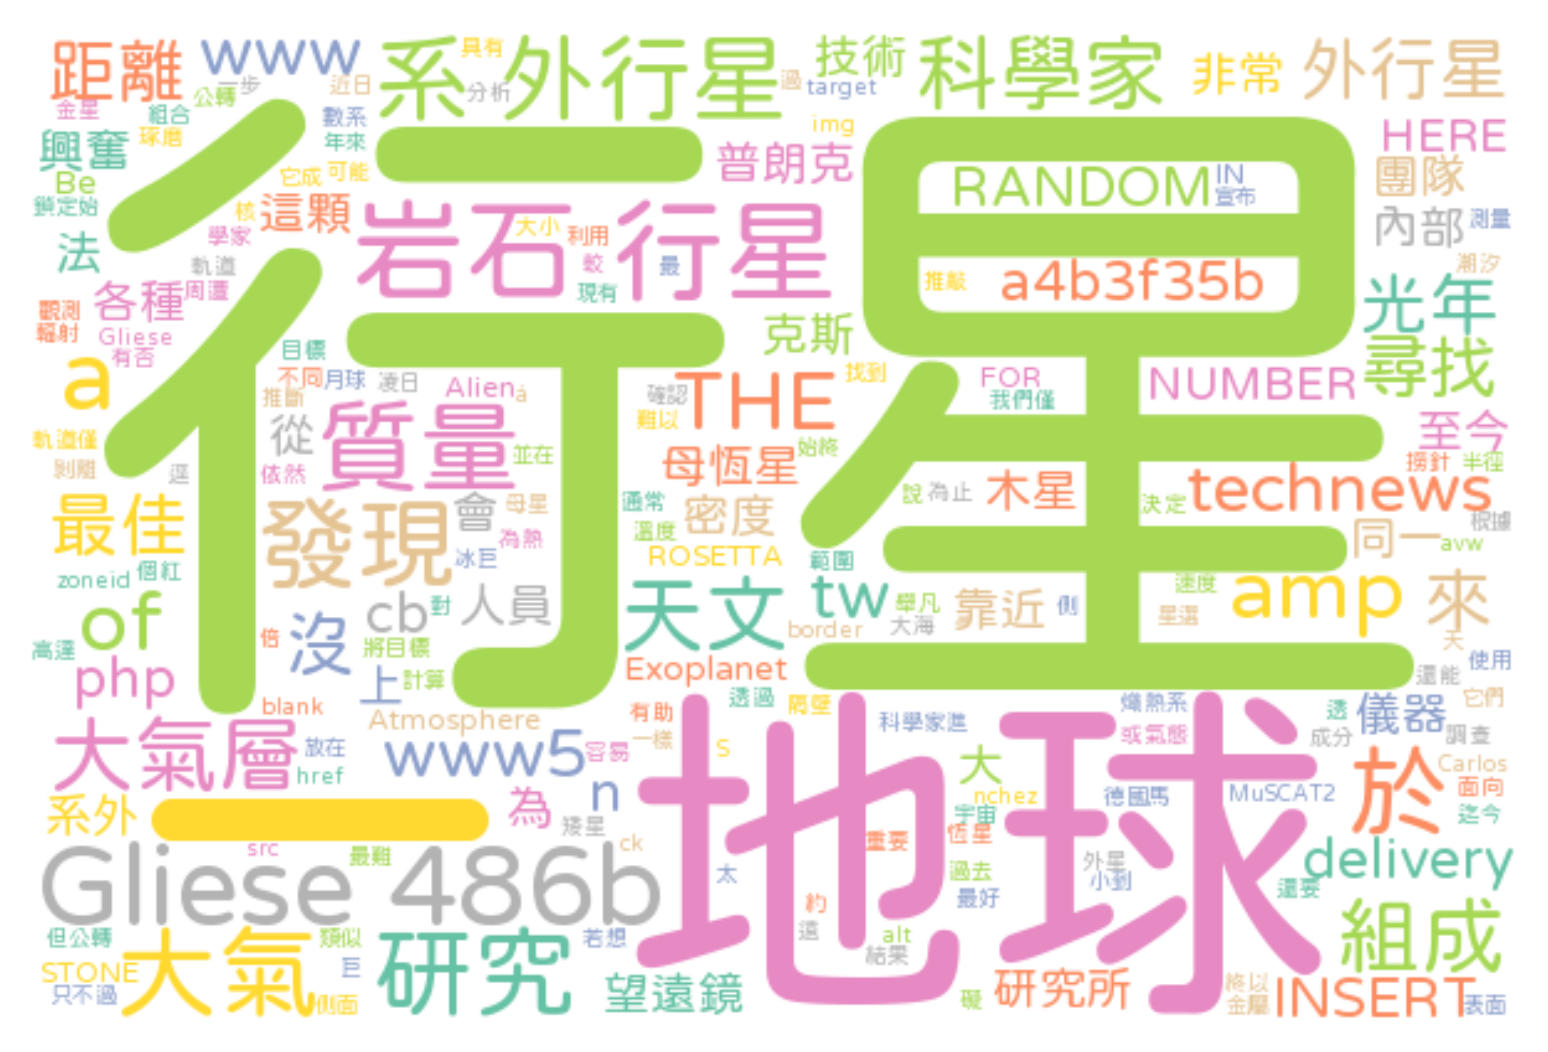 距離
www
一步
近日
系外行星
具有
分析
過
技術
target
科學家
非常
外行星
金星
公轉
組合
數系
年來
琢磨
img
普朗克
HERE
興奮
Be
鎖定始
它成
可能
核
這顆
學家
RANDOM
IN
宣布
團隊
內部
測量
法
軌道
周遭
岩石行星
大小
利用
較
最
現有
推敲
a4b3f35b
潮汐
光年
各種
觀測
輻射
Gliese
有否
目標
克斯
尋找
行星
a
不同
月球
凌日
推斷
Alien
á
確認
難以
THE
找到
FOR
我們僅
NUMBER
至今
軌道僅
剝離
從
逕
依然
質量
並在
母恆星
始終
說
為止
木星
決定
technews
撈針
半徑
根據
最佳
發現
會
母星
為熱
冰巨
通常
溫度
密度
ROSETTA
範圍
同一
avw
zoneid
個紅
of
cb
對
人員
天文
tw
舉凡
大海
靠近
側
速度
星選
amp
來
天
高達
php
倍
沒
將目標
上
計算
border
Exoplanet
還能
使用
blank
Atmosphere
有助
一樣
透過
隔壁
科學家進
熾熱系
或氣態
透
成分
儀器
它們
調查
大氣層
放在
href
www5
容易
S
地球
大
nchez
宇宙
德國馬
MuSCAT2
於
Carlos
面向
迄今
系外
一
為
n
矮星
ck
src
最難
重要
恆星
過去
最好
外星
小到
還要
delivery
Gliese 486b
太
約
這
alt
結果
但公轉
STONE
只不過
大氣
類似
巨
側面
研究
若想
望遠鏡
礙
研究所
終以
金屬
組成
INSERT
表面